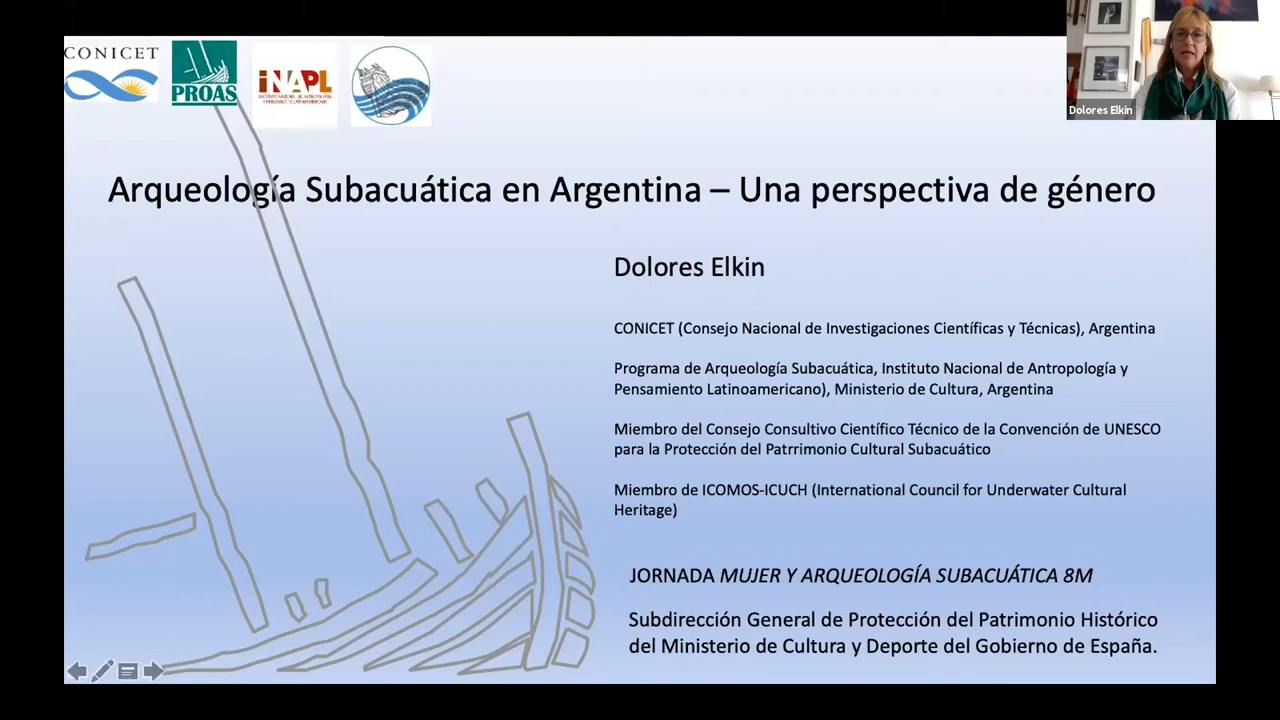 CONICET
PROAS
INAPL
Dolores Elkin
Arqueología Subacuática en Argentina – Una perspectiva de género
Dolores Elkin
CONICET (Consejo Nacional de Investigaciones Científicas y Técnicas), Argentina
Programa de Arqueología Subacuática, Instituto Nacional de Antropología y
Pensamiento Latinoamericano), Ministerio de Cultura, Argentina
Miembro del Consejo Consultivo Científico Técnico de la Convención de UNESCO
para la Protección del Patrrimonio Cultural Subacuático
Miembro de ICOMOS-ICUCH (International Council for Underwater Cultural
Heritage)
JORNADA MUJER Y ARQUEOLOGÍA SUBACUÁTICA 8M
Subdirección General de Protección del Patrimonio Histórico
del Ministerio de Cultura y Deporte del Gobierno de España.